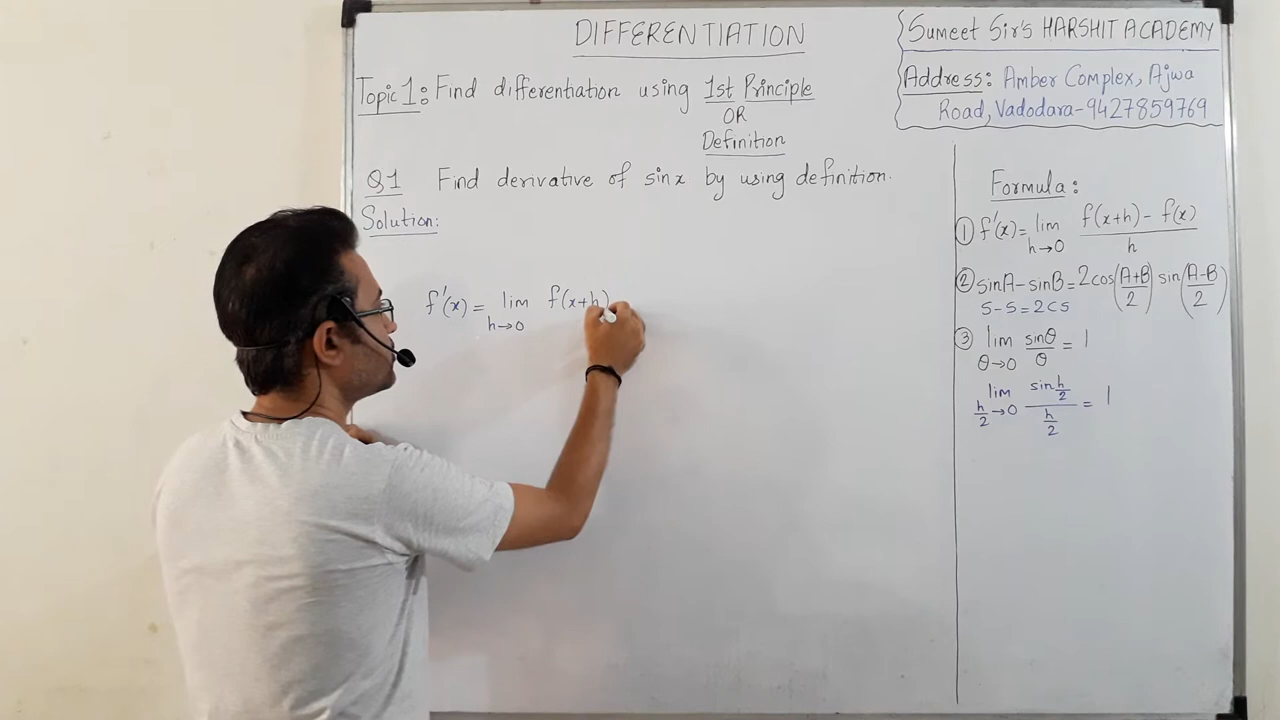 DIFFERENTIATION
Topic 1: Find differentiation using 1st Principle
OR
Definition
Q1 Find derivative of sinx by using definition.
Solution:
f'(x) = lim f(x+h)
h→0
Sumeet Sir's HARSHIT ACADEMY
Address: Amber Complex, Ajwa
Road, Vadodara-9427859769
Formula:
① f'(x) = lim f(x+h) - f(x)
h→0 h
② sinA - sinB = 2cos(A+B/2) sin(A-B/2)
S-S=2CS
③ lim sinθ/θ = 1
θ→0
lim sin h/2
h/2→0 h/2 = 1